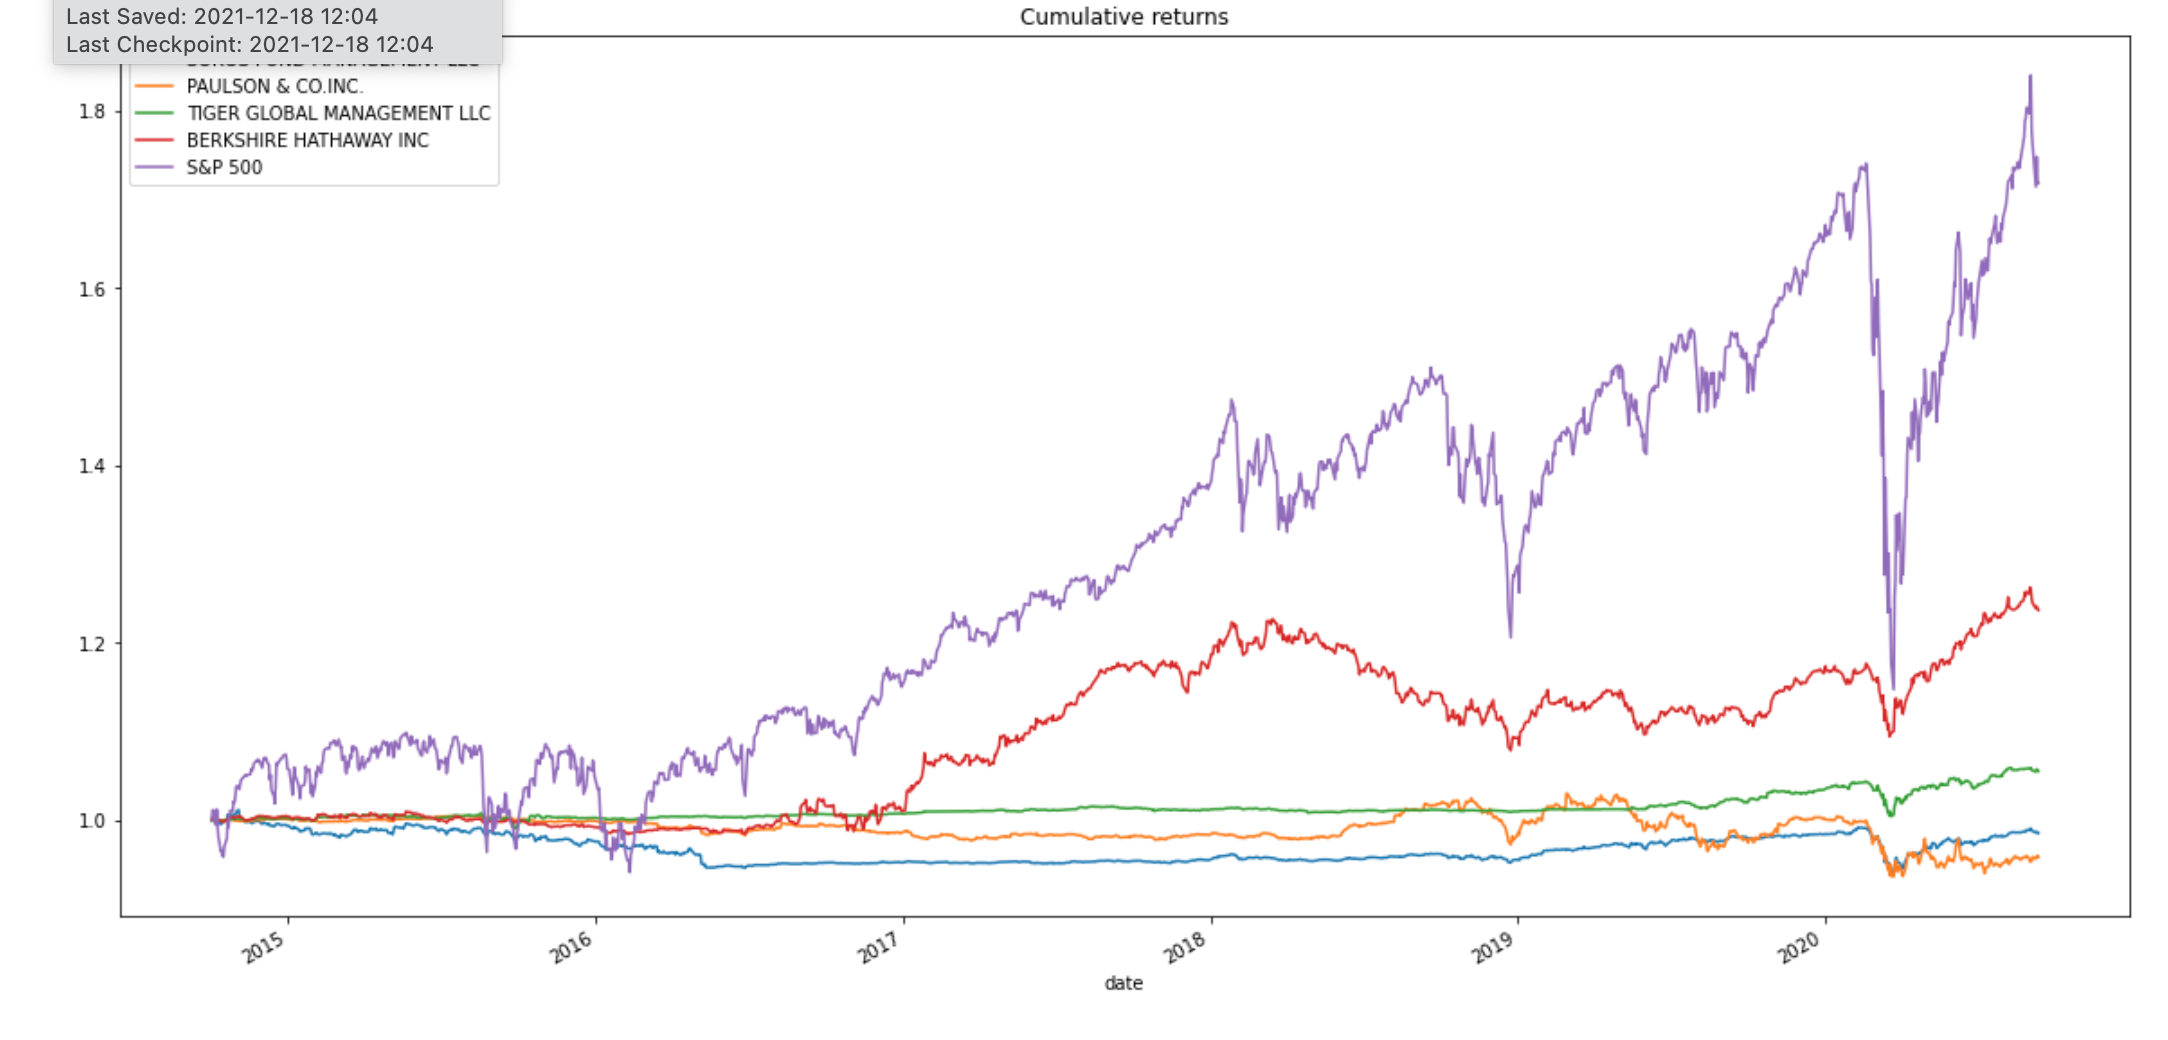 Last Saved: 2021-12-18 12:04
Last Checkpoint: 2021-12-18 12:04
Cumulative returns
PAULSON & CO.INC.
TIGER GLOBAL MANAGEMENT LLC
BERKSHIRE HATHAWAY INC
S&P 500
1.8
1.6
1.4
1.2
1.0
2015
2016
2017
2018
2019
2020
date